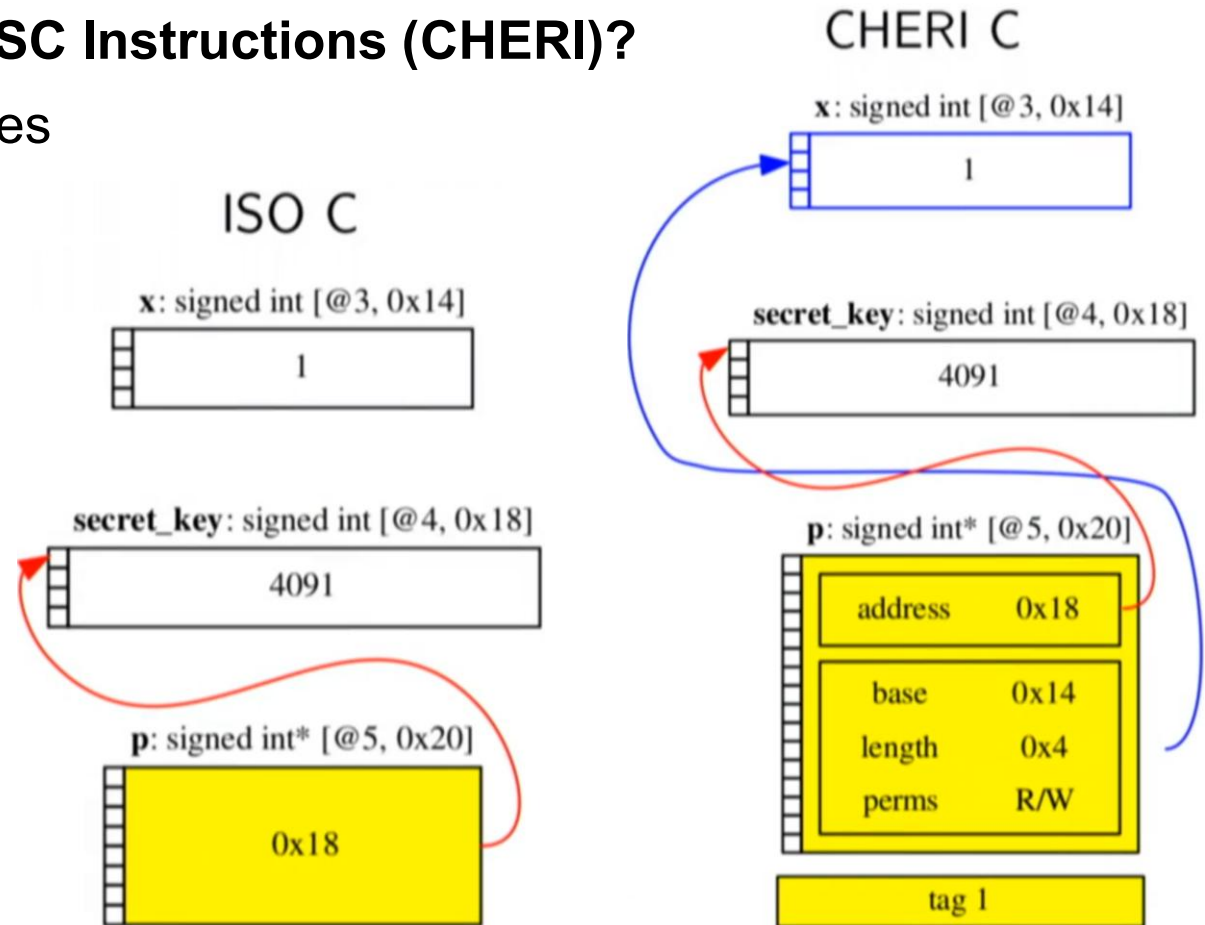 SC Instructions (CHERI)?
es
ISO C
x: signed int [@3, 0x14]
1
secret_key: signed int [@4, 0x18]
4091
p: signed int* [@5, 0x20]
0x18
CHERI C
x: signed int [@3, 0x14]
1
secret_key: signed int [@4, 0x18]
4091
p: signed int* [@5, 0x20]
address 0x18
base 0x14
length 0x4
perms R/W
tag 1